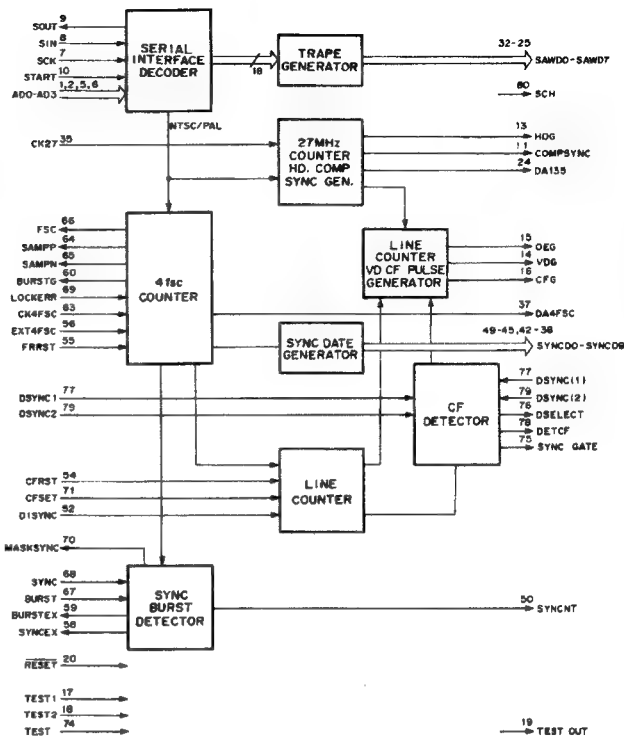 9
SOUT
8
SIN
7
SCK
10
START
1,2,5,6
AD0-AD3
SERIAL
INTERFACE
DECODER
18
TRAPE
GENERATOR
32-25
SAWD0-SAWD7
80
SCH
NTSC/PAL
35
CK27
27MHz
COUNTER
HD. COMP
SYNC GEN.
13
HDG
11
COMPSYNC
24
DA135
66
FSC
64
SAMPP
65
SAMPN
60
BURSTG
69
LOCKERR
63
CK4FSC
56
EXT4FSC
55
FRRST
4fsc
COUNTER
LINE
COUNTER
VD CF PULSE
GENERATOR
15
OEG
14
VDG
16
CFG
37
DA4FSC
SYNC DATE
GENERATOR
49-45,42-38
SYNCD0-SYNCD9
77
DSYNC1
79
DSYNC2
CF
DETECTOR
77
DSYNC(1)
79
DSYNC(2)
76
DSELECT
78
DETCF
75
SYNC GATE
54
CFRST
71
CFSET
52
DISYNC
LINE
COUNTER
70
MASKSYNC
68
SYNC
67
BURST
59
BURSTEX
58
SYNCEX
SYNC
BURST
DETECTOR
50
SYNCNT
20
RESET
17
TEST1
18
TEST2
74
TEST
19
TEST OUT